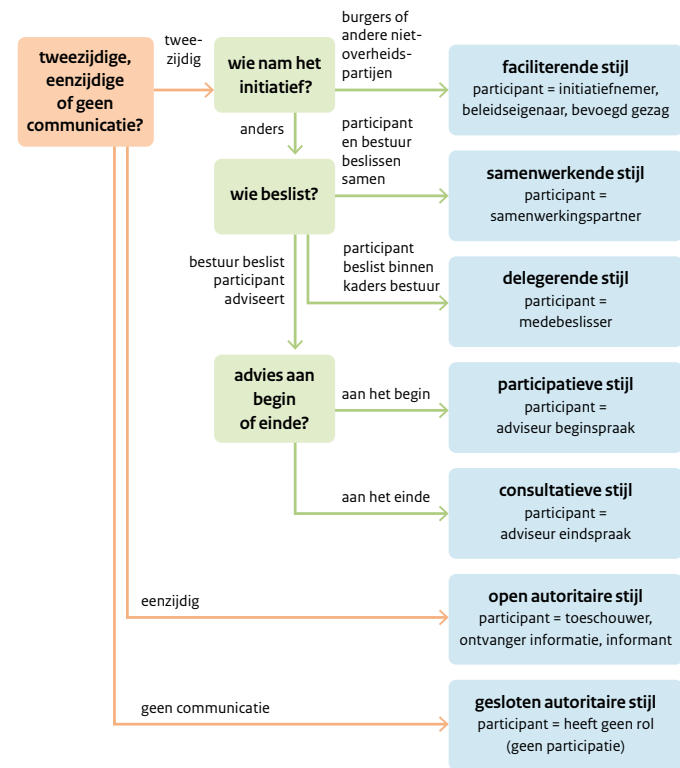 tweezijdige,
eenzijdige
of geen
communicatie?
twee-
zijdig
wie nam het
initiatief?
burgers of
andere niet-
overheids-
partijen
faciliterende stijl
participant = initiatiefnemer,
beleidseigenaar, bevoegd gezag
anders
wie beslist?
participant
en bestuur
beslissen
samen
samenwerkende stijl
participant =
samenwerkingspartner
bestuur beslist
participant
adviseert
participant
beslist binnen
kaders bestuur
delegerende stijl
participant =
medebeslisser
advies aan
begin
of einde?
aan het begin
participatieve stijl
participant =
adviseur beginspraak
aan het einde
consultatieve stijl
participant =
adviseur eindspraak
eenzijdig
open autoritaire stijl
participant = toeschouwer,
ontvanger informatie, informant
geen communicatie
gesloten autoritaire stijl
participant = heeft geen rol
(geen participatie)